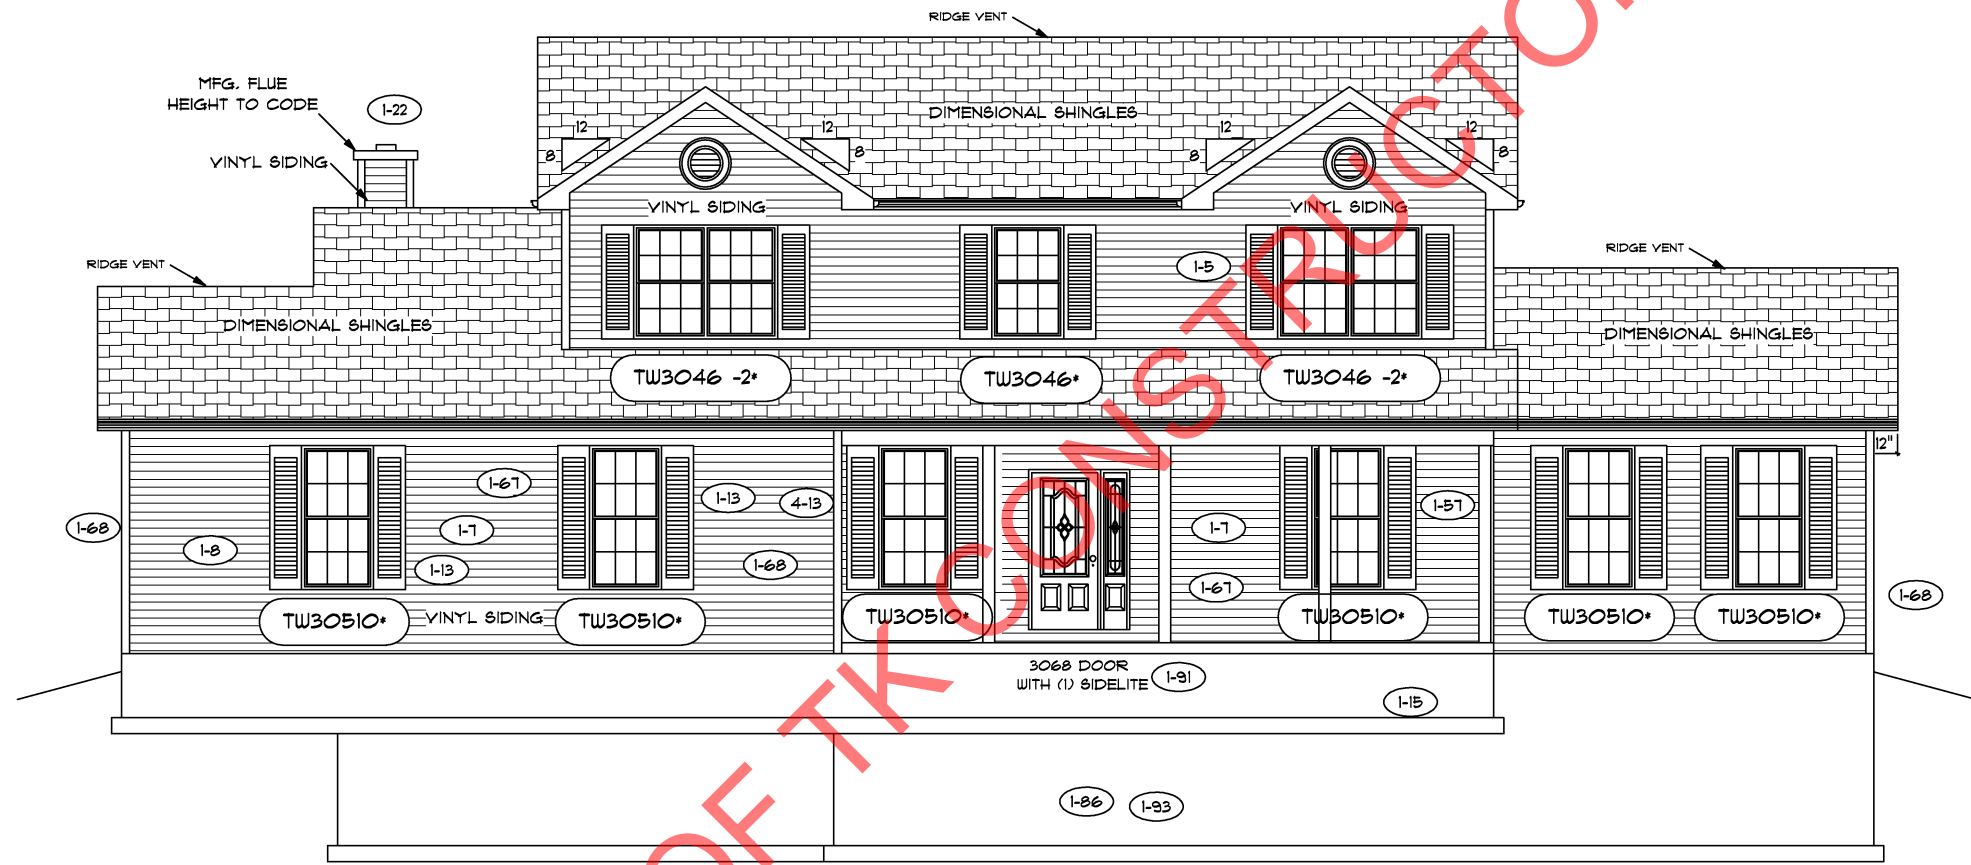 RIDGE VENT
MFG. FLUE
HEIGHT TO CODE
1-22
DIMENSIONAL SHINGLES
12
12
12
12
8
8
8
8
VINYL SIDING
VINYL SIDING
VINYL SIDING
RIDGE VENT
RIDGE VENT
1-5
DIMENSIONAL SHINGLES
DIMENSIONAL SHINGLES
TW3046 -2*
TW3046*
TW3046 -2*
12"
1-67
1-13
4-13
1-57
1-68
1-7
1-7
1-8
1-13
1-68
1-67
1-68
TW30510*
VINYL SIDING
TW30510*
TW30510*
TW30510*
TW30510*
TW30510*
3068 DOOR
WITH (1) SIDELITE
1-91
1-15
1-86
1-93
OF TK CONSTRUCTO